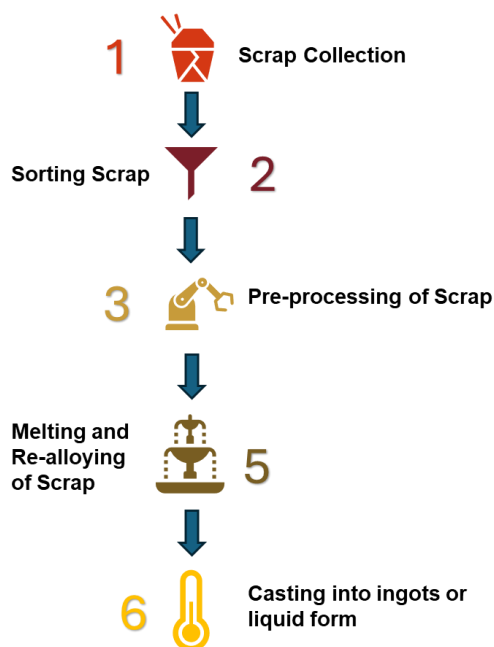 1
Scrap Collection
Sorting Scrap
2
3
Pre-processing of Scrap
Melting and
Re-alloying
of Scrap
5
6
Casting into ingots or
liquid form